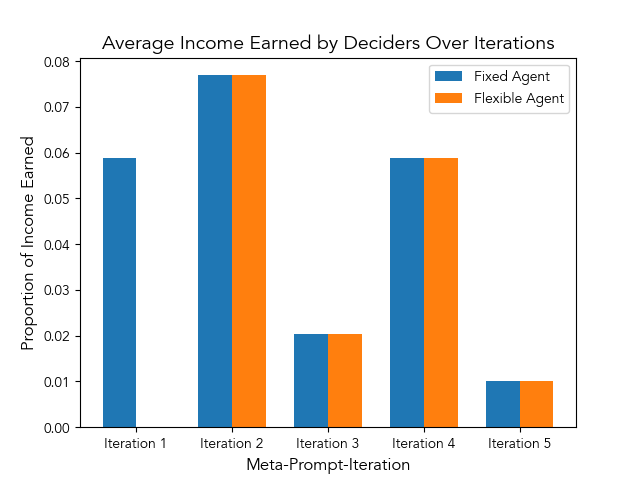 Average Income Earned by Deciders Over Iterations
Fixed Agent
Flexible Agent
Proportion of Income Earned
0.08
0.07
0.06
0.05
0.04
0.03
0.02
0.01
0.00
Iteration 1
Iteration 2
Iteration 3
Iteration 4
Iteration 5
Meta-Prompt-Iteration